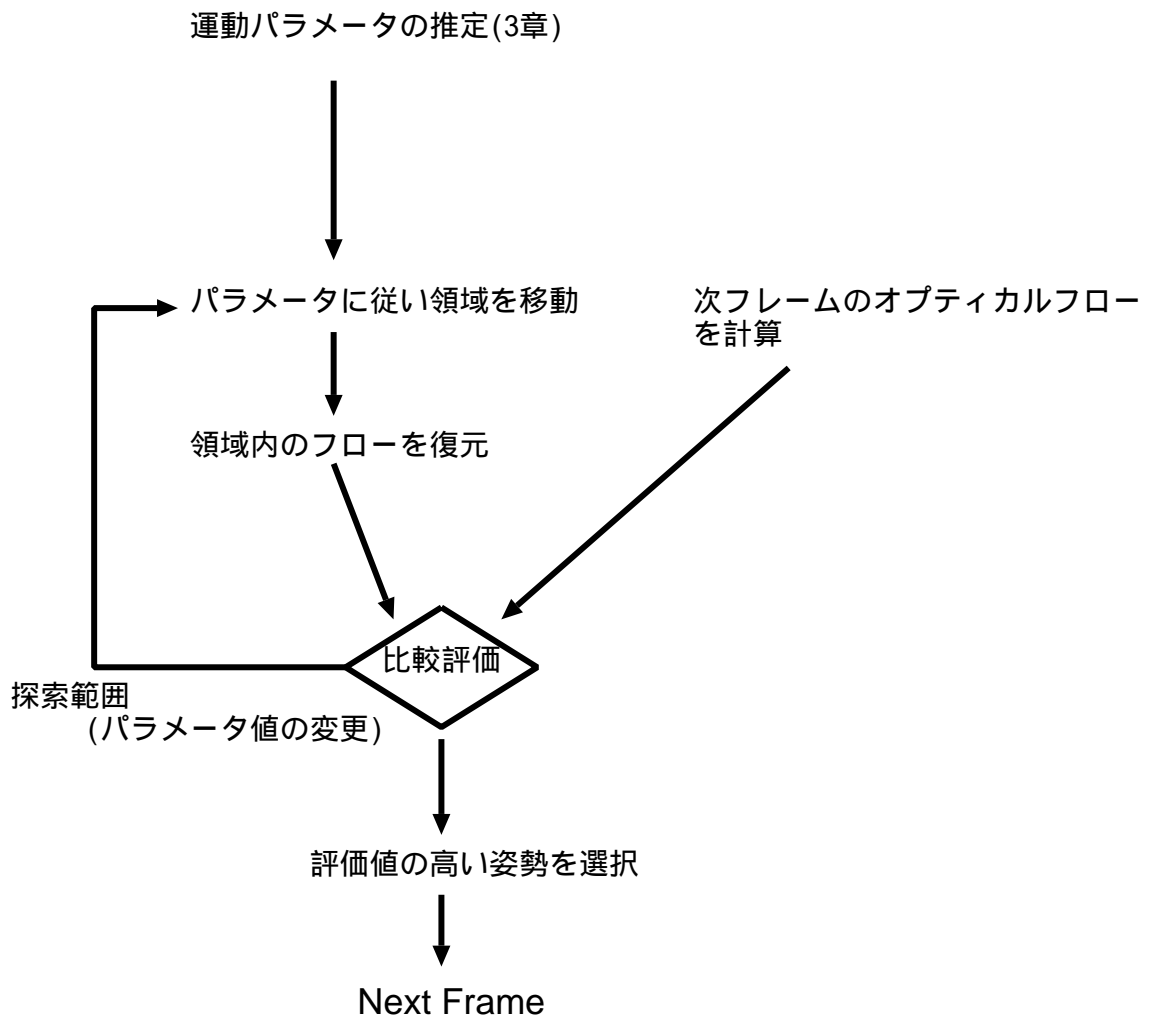 運動パラメータの推定(3章)
パラメータに従い領域を移動
次フレームのオプティカルフロー
を計算
領域内のフローを復元
比較評価
探索範囲
(パラメータ値の変更)
評価値の高い姿勢を選択
Next Frame